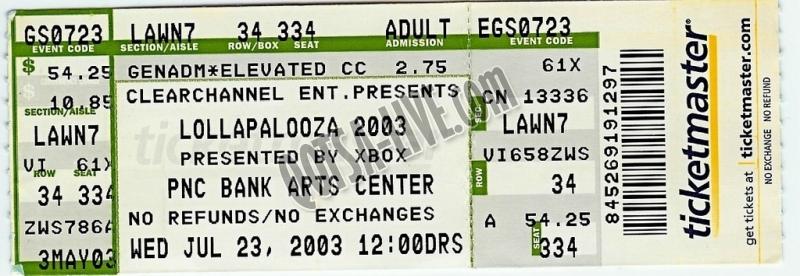 GS0723 LAWN7 34 334 ADULT EGS0723
EVENT CODE SECTION/AISLE ROW/BOX SEAT ADMISSION EVENT CODE
$ 54.25 GENADM*ELEVATED CC 2.75 61X
10.85 CLEARCHANNEL ENT.PRESENTS CN 13336
SECTION/AISLE
LAWN7 LOLLAPALOOZA 2003 SEC LAWN7
VI 61X PRESENTED BY XBOX VI658ZWS
ROW SEAT
34 334 PNC BANK ARTS CENTER ROW 34
ZWS786A NO REFUNDS/NO EXCHANGES A 54.25
3MAY03 WED JUL 23, 2003 12:00DRS SEAT 334
QOTSA-LIVE.COM
845269191297
ticketmaster®
get tickets at | ticketmaster.com
NO EXCHANGE NO REFUND